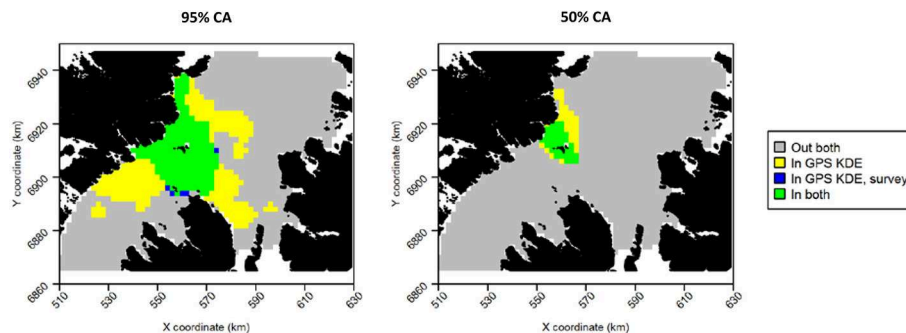 95% CA
50% CA
Y coordinate (km)
6860
6880
6900
6920
6940
510
530
550
570
590
610
630
X coordinate (km)
Y coordinate (km)
6860
6880
6900
6920
6940
510
530
550
570
590
610
630
X coordinate (km)
Out both
In GPS KDE
In GPS KDE, survey
In both